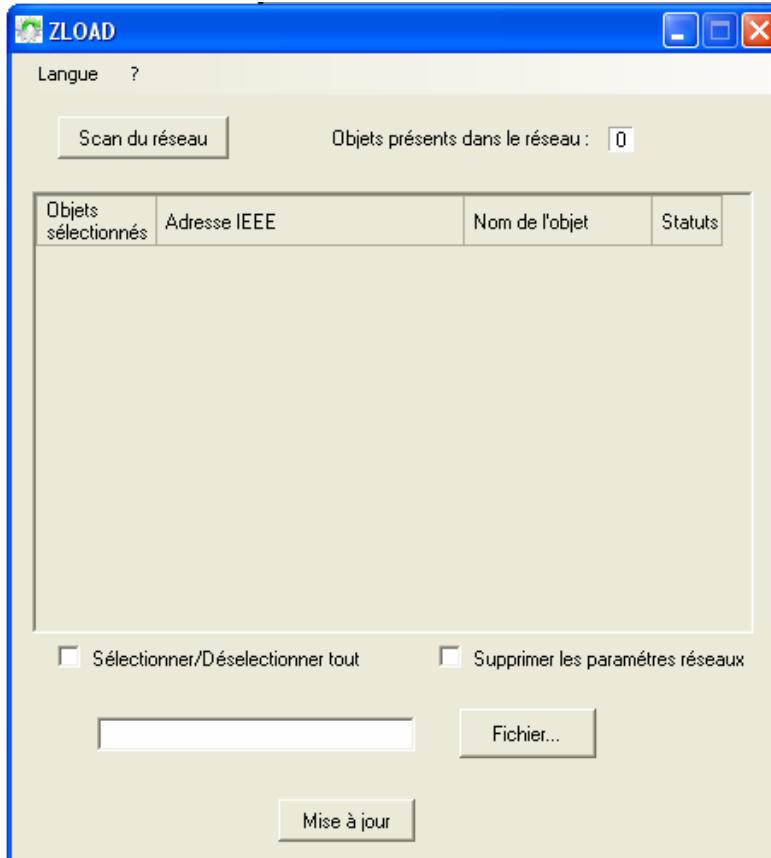 ZLOAD
Langue ?
Scan du réseau
Objets présents dans le réseau : 0
Objets
sélectionnés
Adresse IEEE
Nom de l'objet
Statuts
Sélectionner/Déselectionner tout
Supprimer les paramétres réseaux
Fichier...
Mise à jour